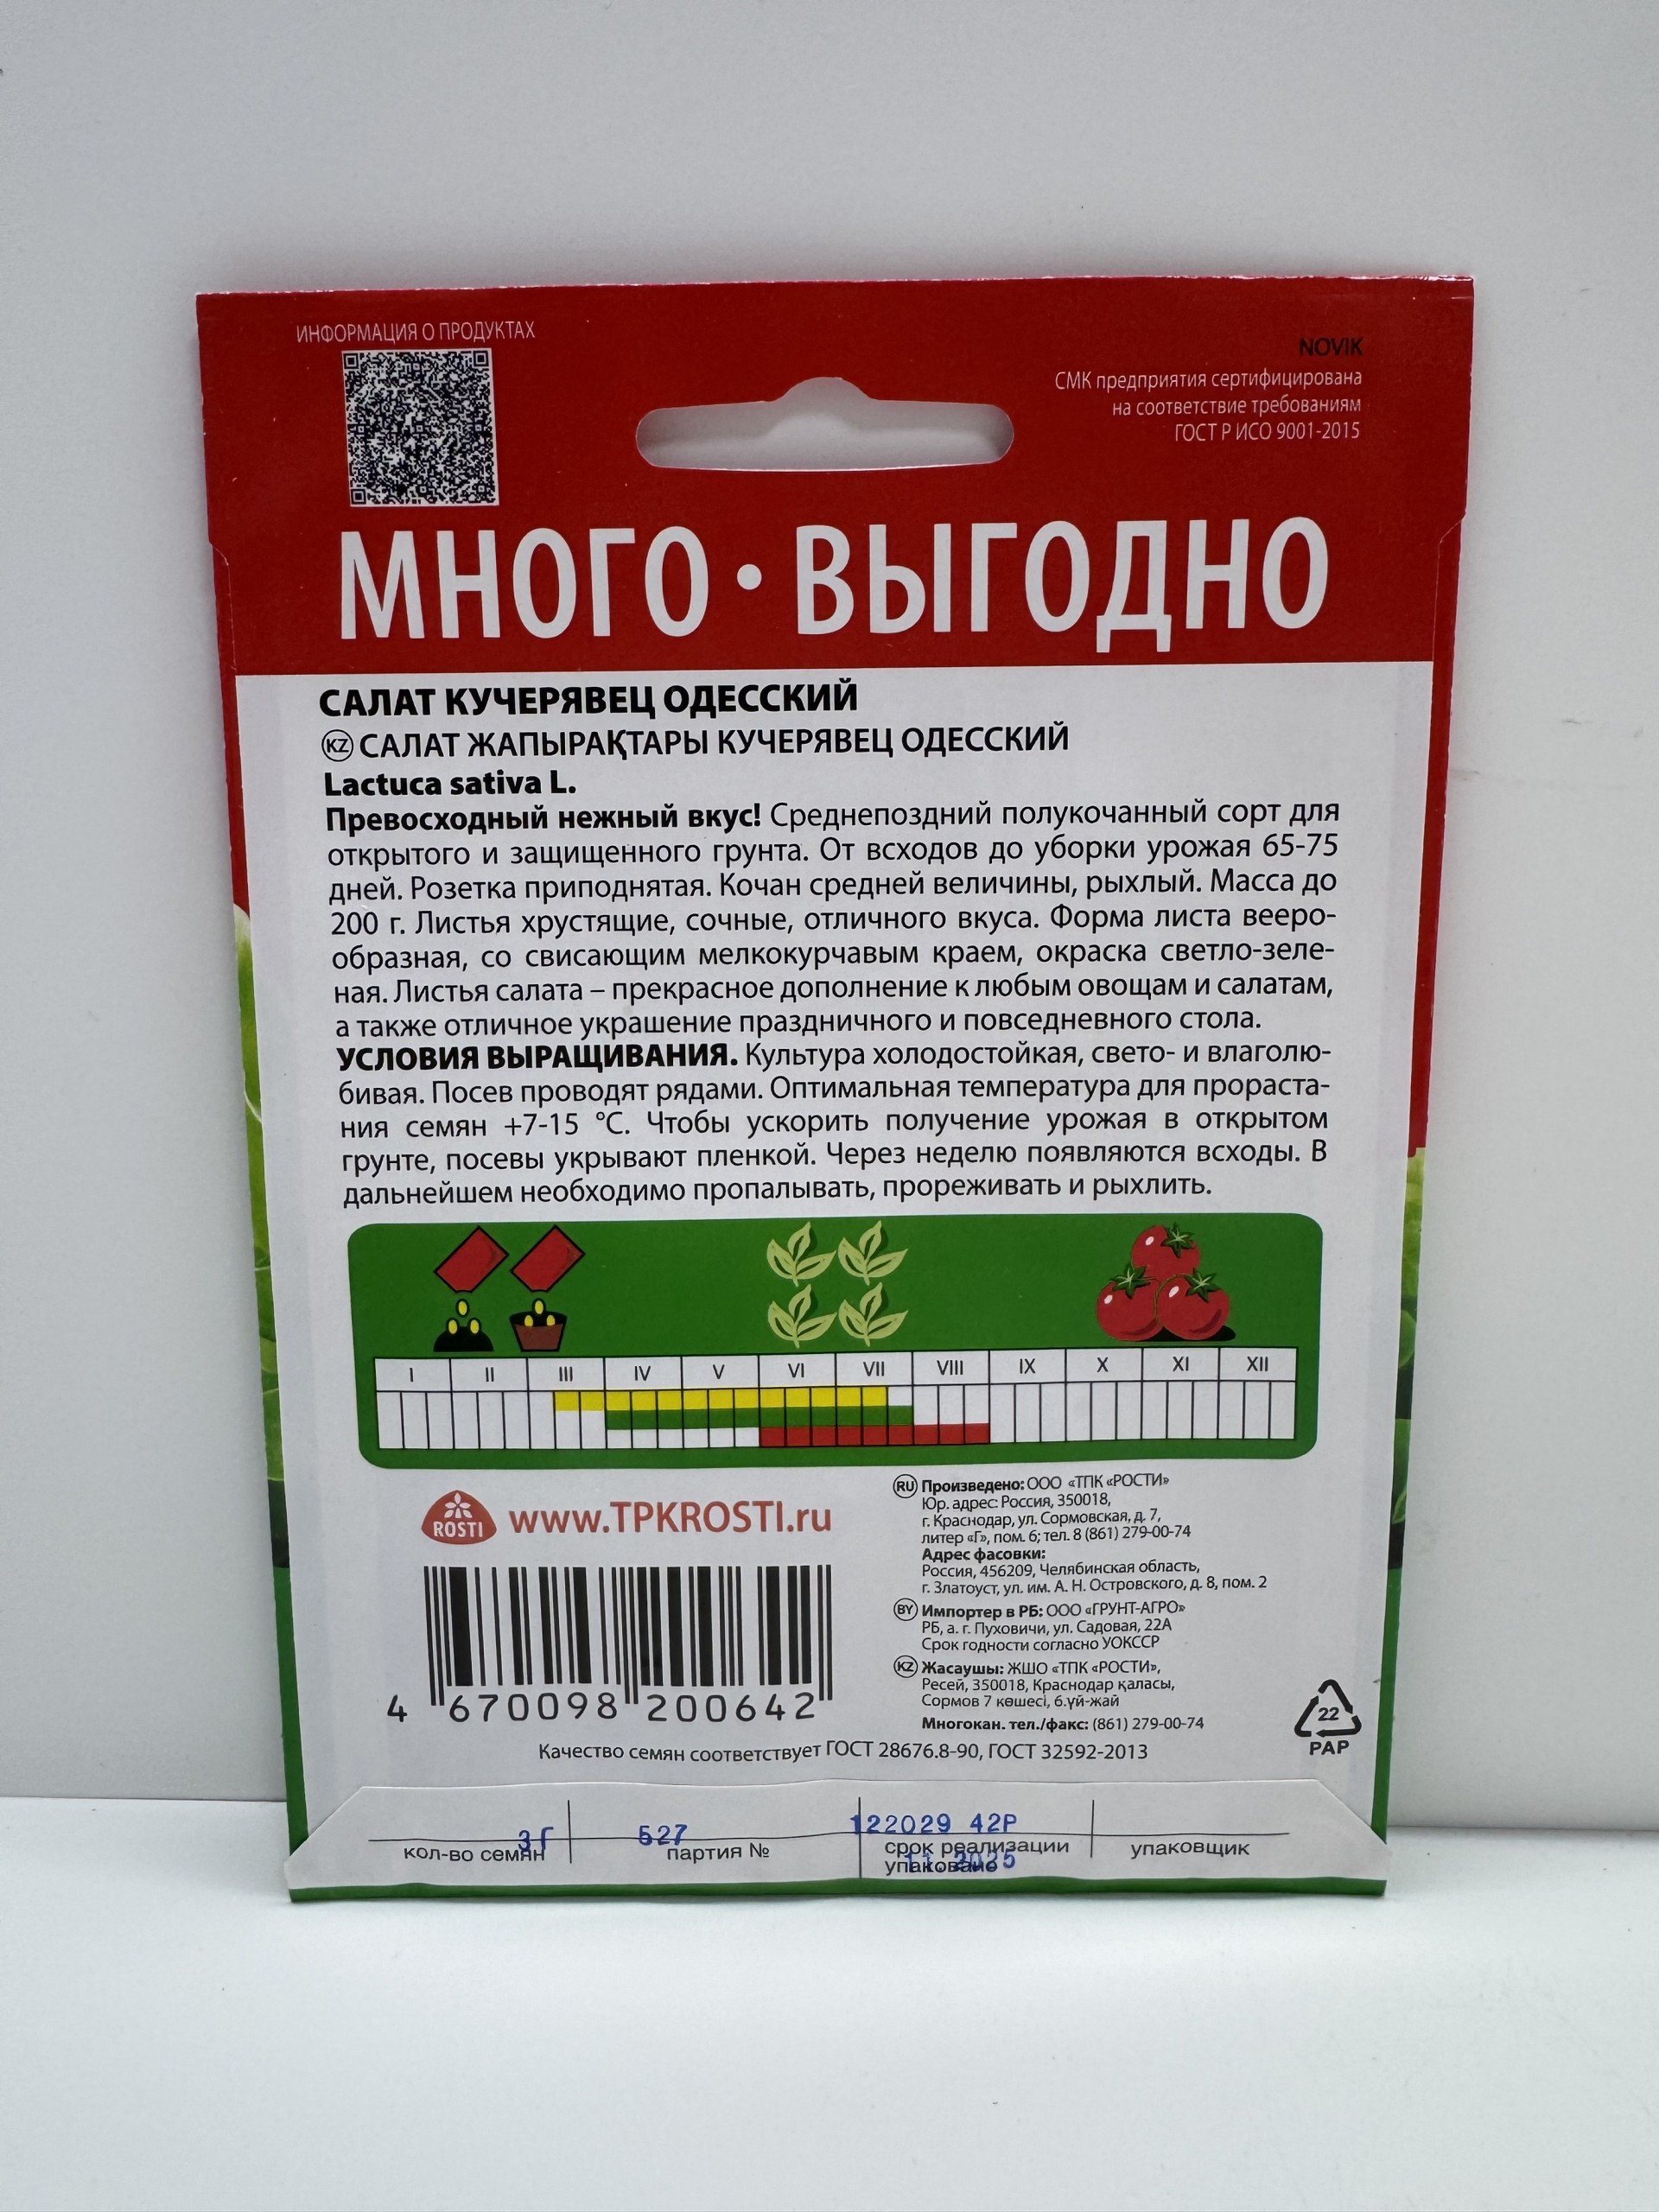 ИНФОРМАЦИЯ О ПРОДУКТАХ
NOVIK
СМК предприятия сертифицирована
на соответствие требованиям
ГОСТ Р ИСО 9001-2015
МНОГО • ВЫГОДНО
САЛАТ КУЧЕРЯВЕЦ ОДЕССКИЙ
KZ САЛАТ ЖАПЫРАҚТАРЫ КУЧЕРЯВЕЦ ОДЕССКИЙ
Lactuca sativa L.
Превосходный нежный вкус! Среднепоздний полукочанный сорт для
открытого и защищенного грунта. От всходов до уборки урожая 65-75
дней. Розетка приподнятая. Кочан средней величины, рыхлый. Масса до
200 г. Листья хрустящие, сочные, отличного вкуса. Форма листа вееро-
образная, со свисающим мелкокурчавым краем, окраска светло-зеле-
ная. Листья салата – прекрасное дополнение к любым овощам и салатам,
а также отличное украшение праздничного и повседневного стола.
УСЛОВИЯ ВЫРАЩИВАНИЯ. Культура холодостойкая, свето- и влаголю-
бивая. Посев проводят рядами. Оптимальная температура для прораста-
ния семян +7-15 °С. Чтобы ускорить получение урожая в открытом
грунте, посевы укрывают пленкой. Через неделю появляются всходы. В
дальнейшем необходимо пропалывать, прореживать и рыхлить.
I II III IV V VI VII VIII IX X XI XII
ROSTI www.TPKROSTI.ru
4 670098 200642
RU Произведено: ООО «ТПК «РОСТИ»
Юр. адрес: Россия, 350018,
г. Краснодар, ул. Сормовская, д. 7,
литер «Г», пом. 6; тел. 8 (861) 279-00-74
Адрес фасовки:
Россия, 456209, Челябинская область,
г. Златоуст, ул. им. А. Н. Островского, д. 8, пом. 2
BY Импортер в РБ: ООО «ГРУНТ-АГРО»
РБ, а. г. Пуховичи, ул. Садовая, 22А
Срок годности согласно УОКССР
KZ Жасаушы: ЖШО «ТПК «РОСТИ»,
Ресей, 350018, Краснодар қаласы,
Сормов 7 көшесі, 6.үй-жай
Многокан. тел./факс: (861) 279-00-74
22
PAP
Качество семян соответствует ГОСТ 28676.8-90, ГОСТ 32592-2013
3Г 527 122029 42Р
кол-во семян партия № срок реализации упаковщик
упаковано 11.2025